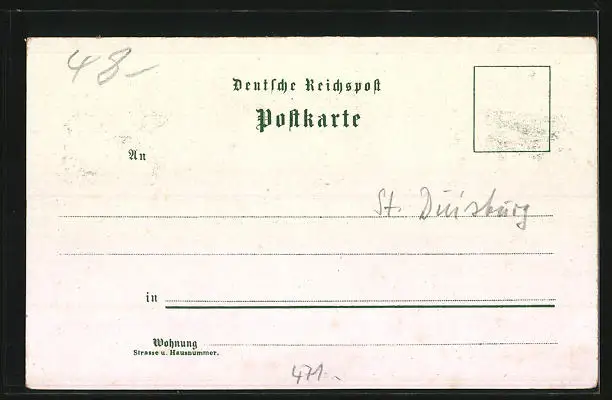 48-
Deutsche Reichspost
Postkarte
An
St. Duisburg
in
Wohnung
Strasse u. Hausnummer.
471.-